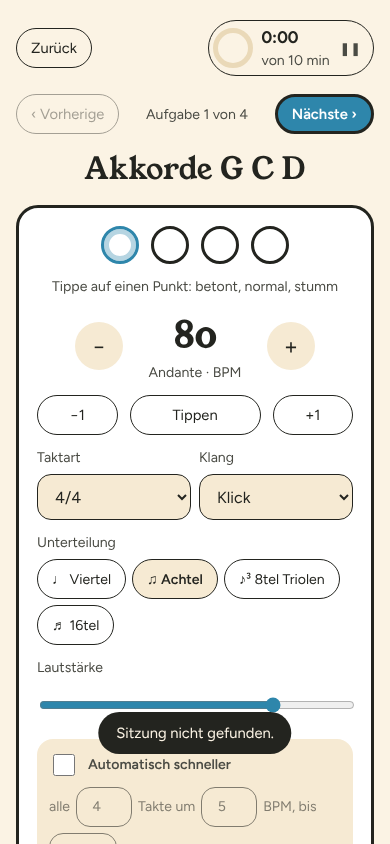 Zurück
0:00
von 10 min
‹ Vorherige
Aufgabe 1 von 4
Nächste ›
Akkorde G C D
Tippe auf einen Punkt: betont, normal, stumm
−
80
+
Andante · BPM
−1
Tippen
+1
Taktart
Klang
4/4
Klick
Unterteilung
♩ Viertel
♫ Achtel
♪³ 8tel Triolen
♬ 16tel
Lautstärke
Sitzung nicht gefunden.
Automatisch schneller
alle 4 Takte um 5 BPM, bis